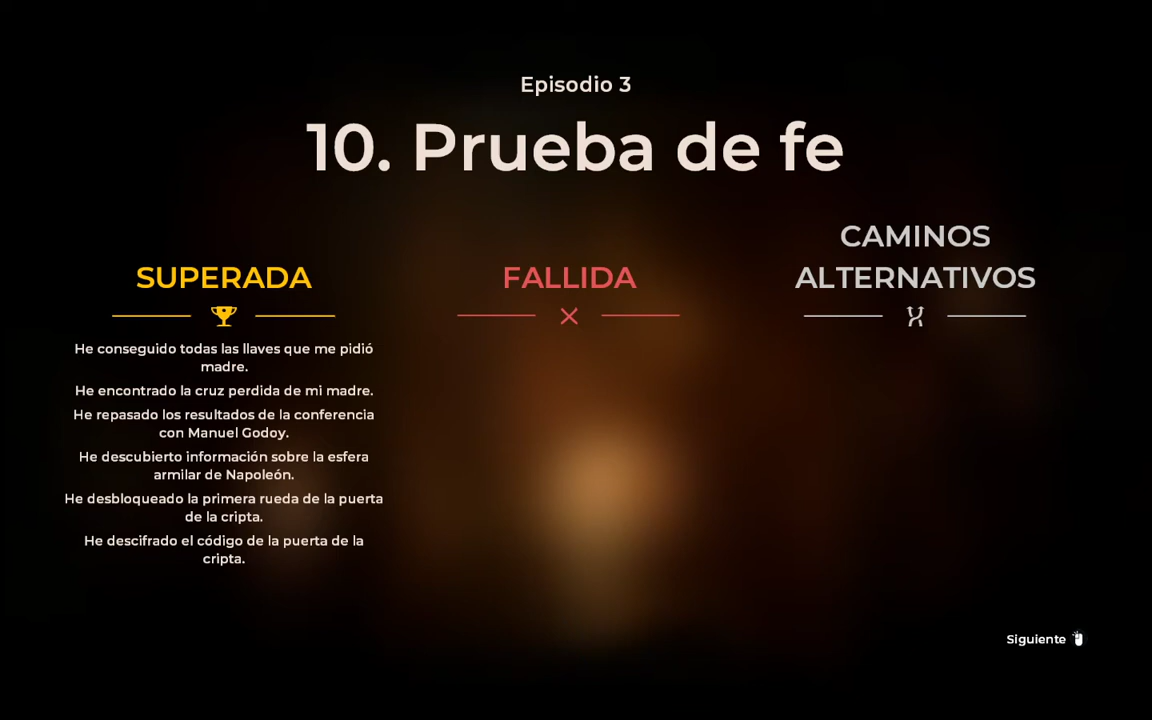 Episodio 3
10. Prueba de fe
SUPERADA
He conseguido todas las llaves que me pidió
madre.
He encontrado la cruz perdida de mi madre.
He repasado los resultados de la conferencia
con Manuel Godoy.
He descubierto información sobre la esfera
armilar de Napoleón.
He desbloqueado la primera rueda de la puerta
de la cripta.
He descifrado el código de la puerta de la
cripta.
FALLIDA
CAMINOS
ALTERNATIVOS
Siguiente